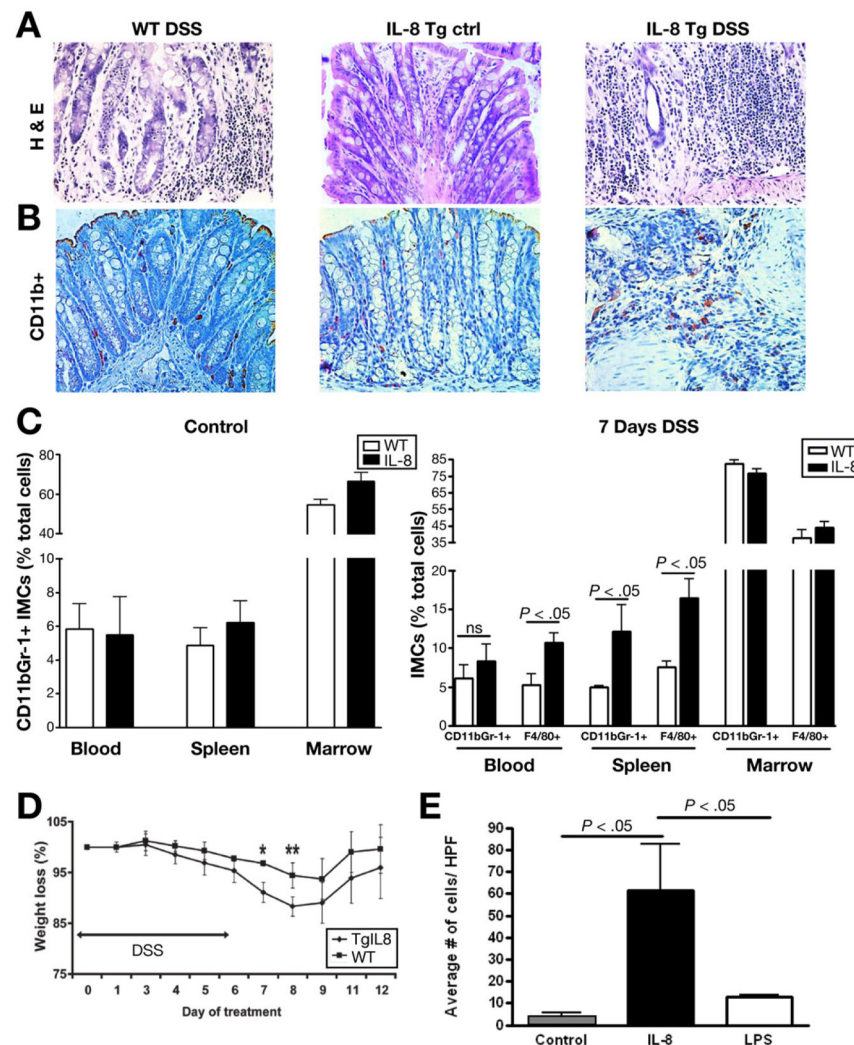 A
WT DSS
IL-8 Tg ctrl
IL-8 Tg DSS
H & E
B
CD11b+
C
Control
WT
IL-8
CD11bGr-1+ IMCs (% total cells)
80
60
40
8
6
4
2
0
Blood
Spleen
Marrow
7 Days DSS
WT
IL-8
IMCs (% total cells)
85
75
65
55
45
35
20
15
10
5
0
ns
P < .05
P < .05
P < .05
CD11bGr-1+
F4/80+
CD11bGr-1+
F4/80+
CD11bGr-1+
F4/80+
Blood
Spleen
Marrow
D
Weight loss (%)
105
95
85
75
*
**
DSS
TgIL8
WT
0 1 3 4 5 6 7 8 9 11 12
Day of treatment
E
P < .05
P < .05
Average # of cells/ HPF
90
80
70
60
50
40
30
20
10
0
Control
IL-8
LPS